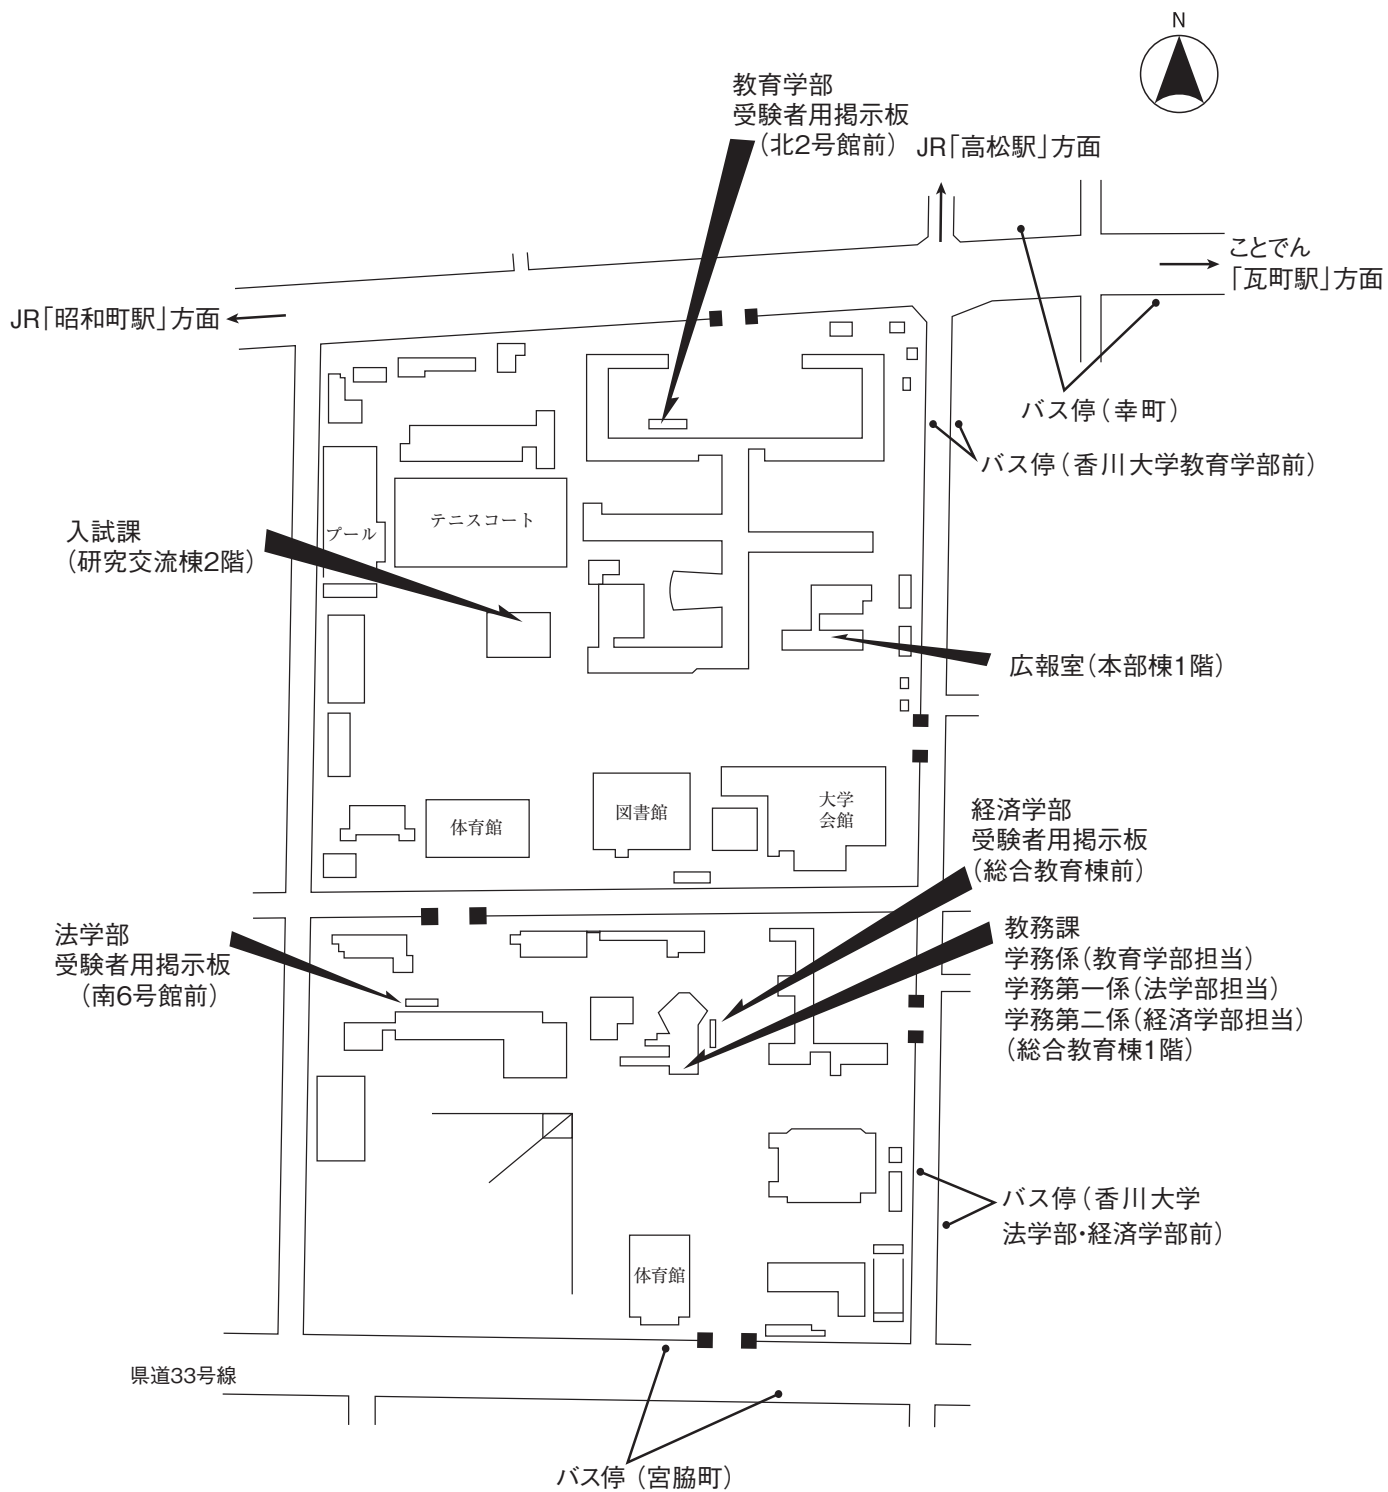 N
教育学部
受験者用掲示板
（北2号館前）
JR「高松駅」方面
ことでん
「瓦町駅」方面
JR「昭和町駅」方面
バス停（幸町）
バス停（香川大学教育学部前）
入試課
（研究交流棟2階）
プール
テニスコート
広報室（本部棟1階）
体育館
図書館
大学
会館
経済学部
受験者用掲示板
（総合教育棟前）
法学部
受験者用掲示板
（南6号館前）
教務課
学務係（教育学部担当）
学務第一係（法学部担当）
学務第二係（経済学部担当）
（総合教育棟1階）
バス停（香川大学
法学部・経済学部前）
体育館
県道33号線
バス停（宮脇町）